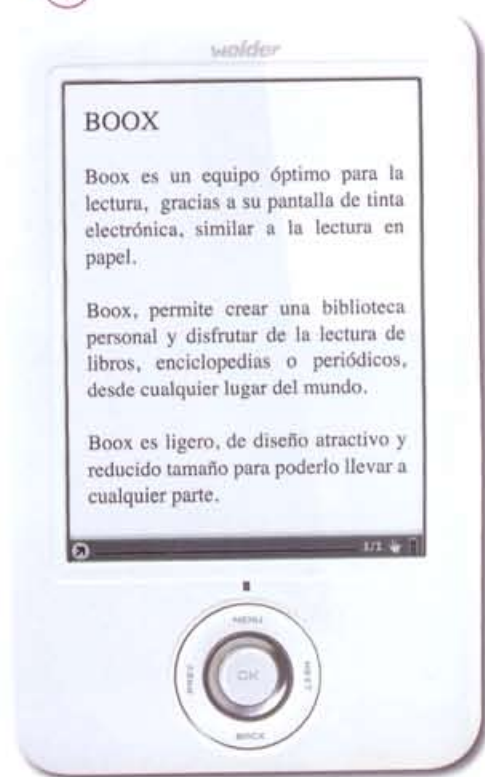 wolder
BOOX
Boox es un equipo óptimo para la
lectura, gracias a su pantalla de tinta
electrónica, similar a la lectura en
papel.
Boox, permite crear una biblioteca
personal y disfrutar de la lectura de
libros, enciclopedias o periódicos,
desde cualquier lugar del mundo.
Boox es ligero, de diseño atractivo y
reducido tamaño para poderlo llevar a
cualquier parte.
1/1
MENU
OK
NEXT
BACK